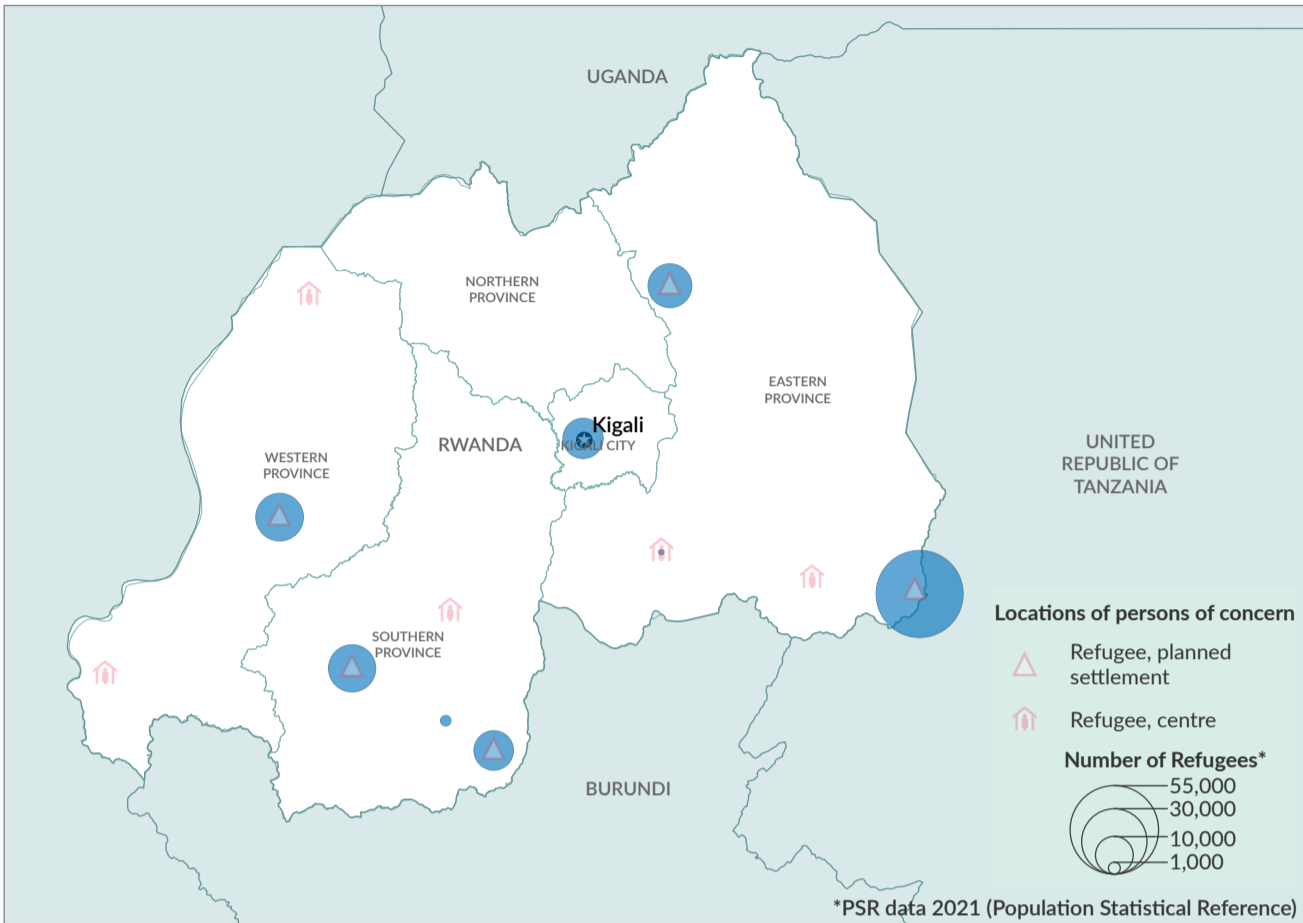 UGANDA
NORTHERN
PROVINCE
EASTERN
PROVINCE
Kigali
KIGALI CITY
RWANDA
WESTERN
PROVINCE
UNITED
REPUBLIC OF
TANZANIA
SOUTHERN
PROVINCE
BURUNDI
Locations of persons of concern
Refugee, planned
settlement
Refugee, centre
Number of Refugees*
55,000
30,000
10,000
1,000
*PSR data 2021 (Population Statistical Reference)